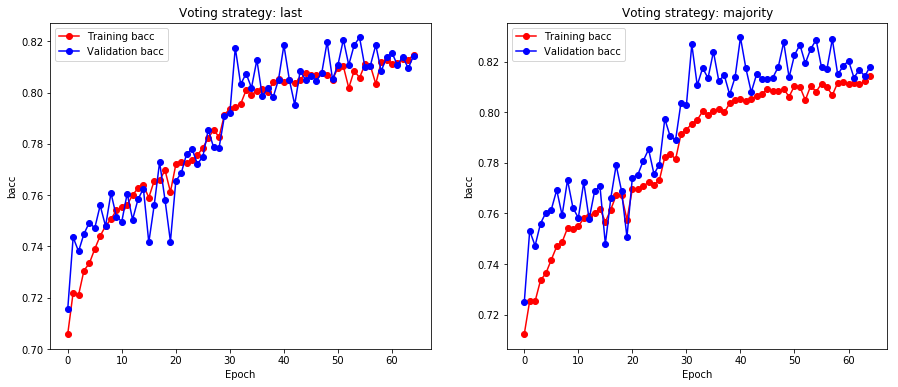 Voting strategy: last
Training bacc
Validation bacc
0.82
0.80
0.78
0.76
0.74
0.72
0.70
bacc
0 10 20 30 40 50 60
Epoch
Voting strategy: majority
Training bacc
Validation bacc
0.82
0.80
0.78
0.76
0.74
0.72
bacc
0 10 20 30 40 50 60
Epoch